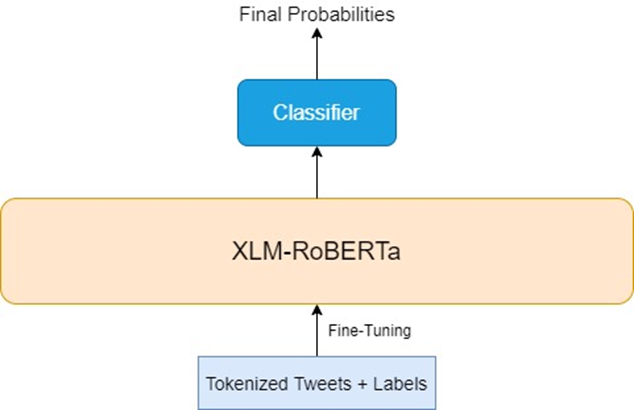 Final Probabilities
Classifier
XLM-RoBERTa
Fine-Tuning
Tokenized Tweets + Labels